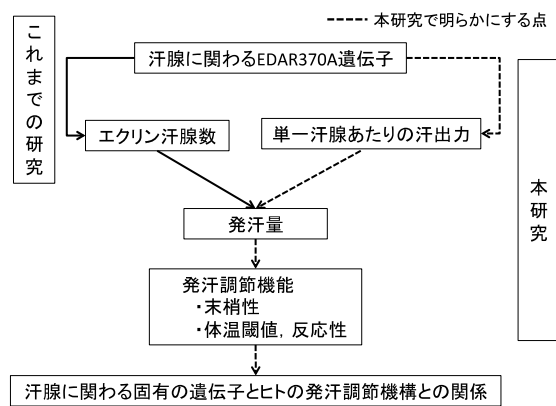 本研究で明らかにする点
これまでの研究
汗腺に関わるEDAR370A遺伝子
エクリン汗腺数
単一汗腺あたりの汗出力
本研究
発汗量
発汗調節機能
・末梢性
・体温閾値，反応性
汗腺に関わる固有の遺伝子とヒトの発汗調節機構との関係